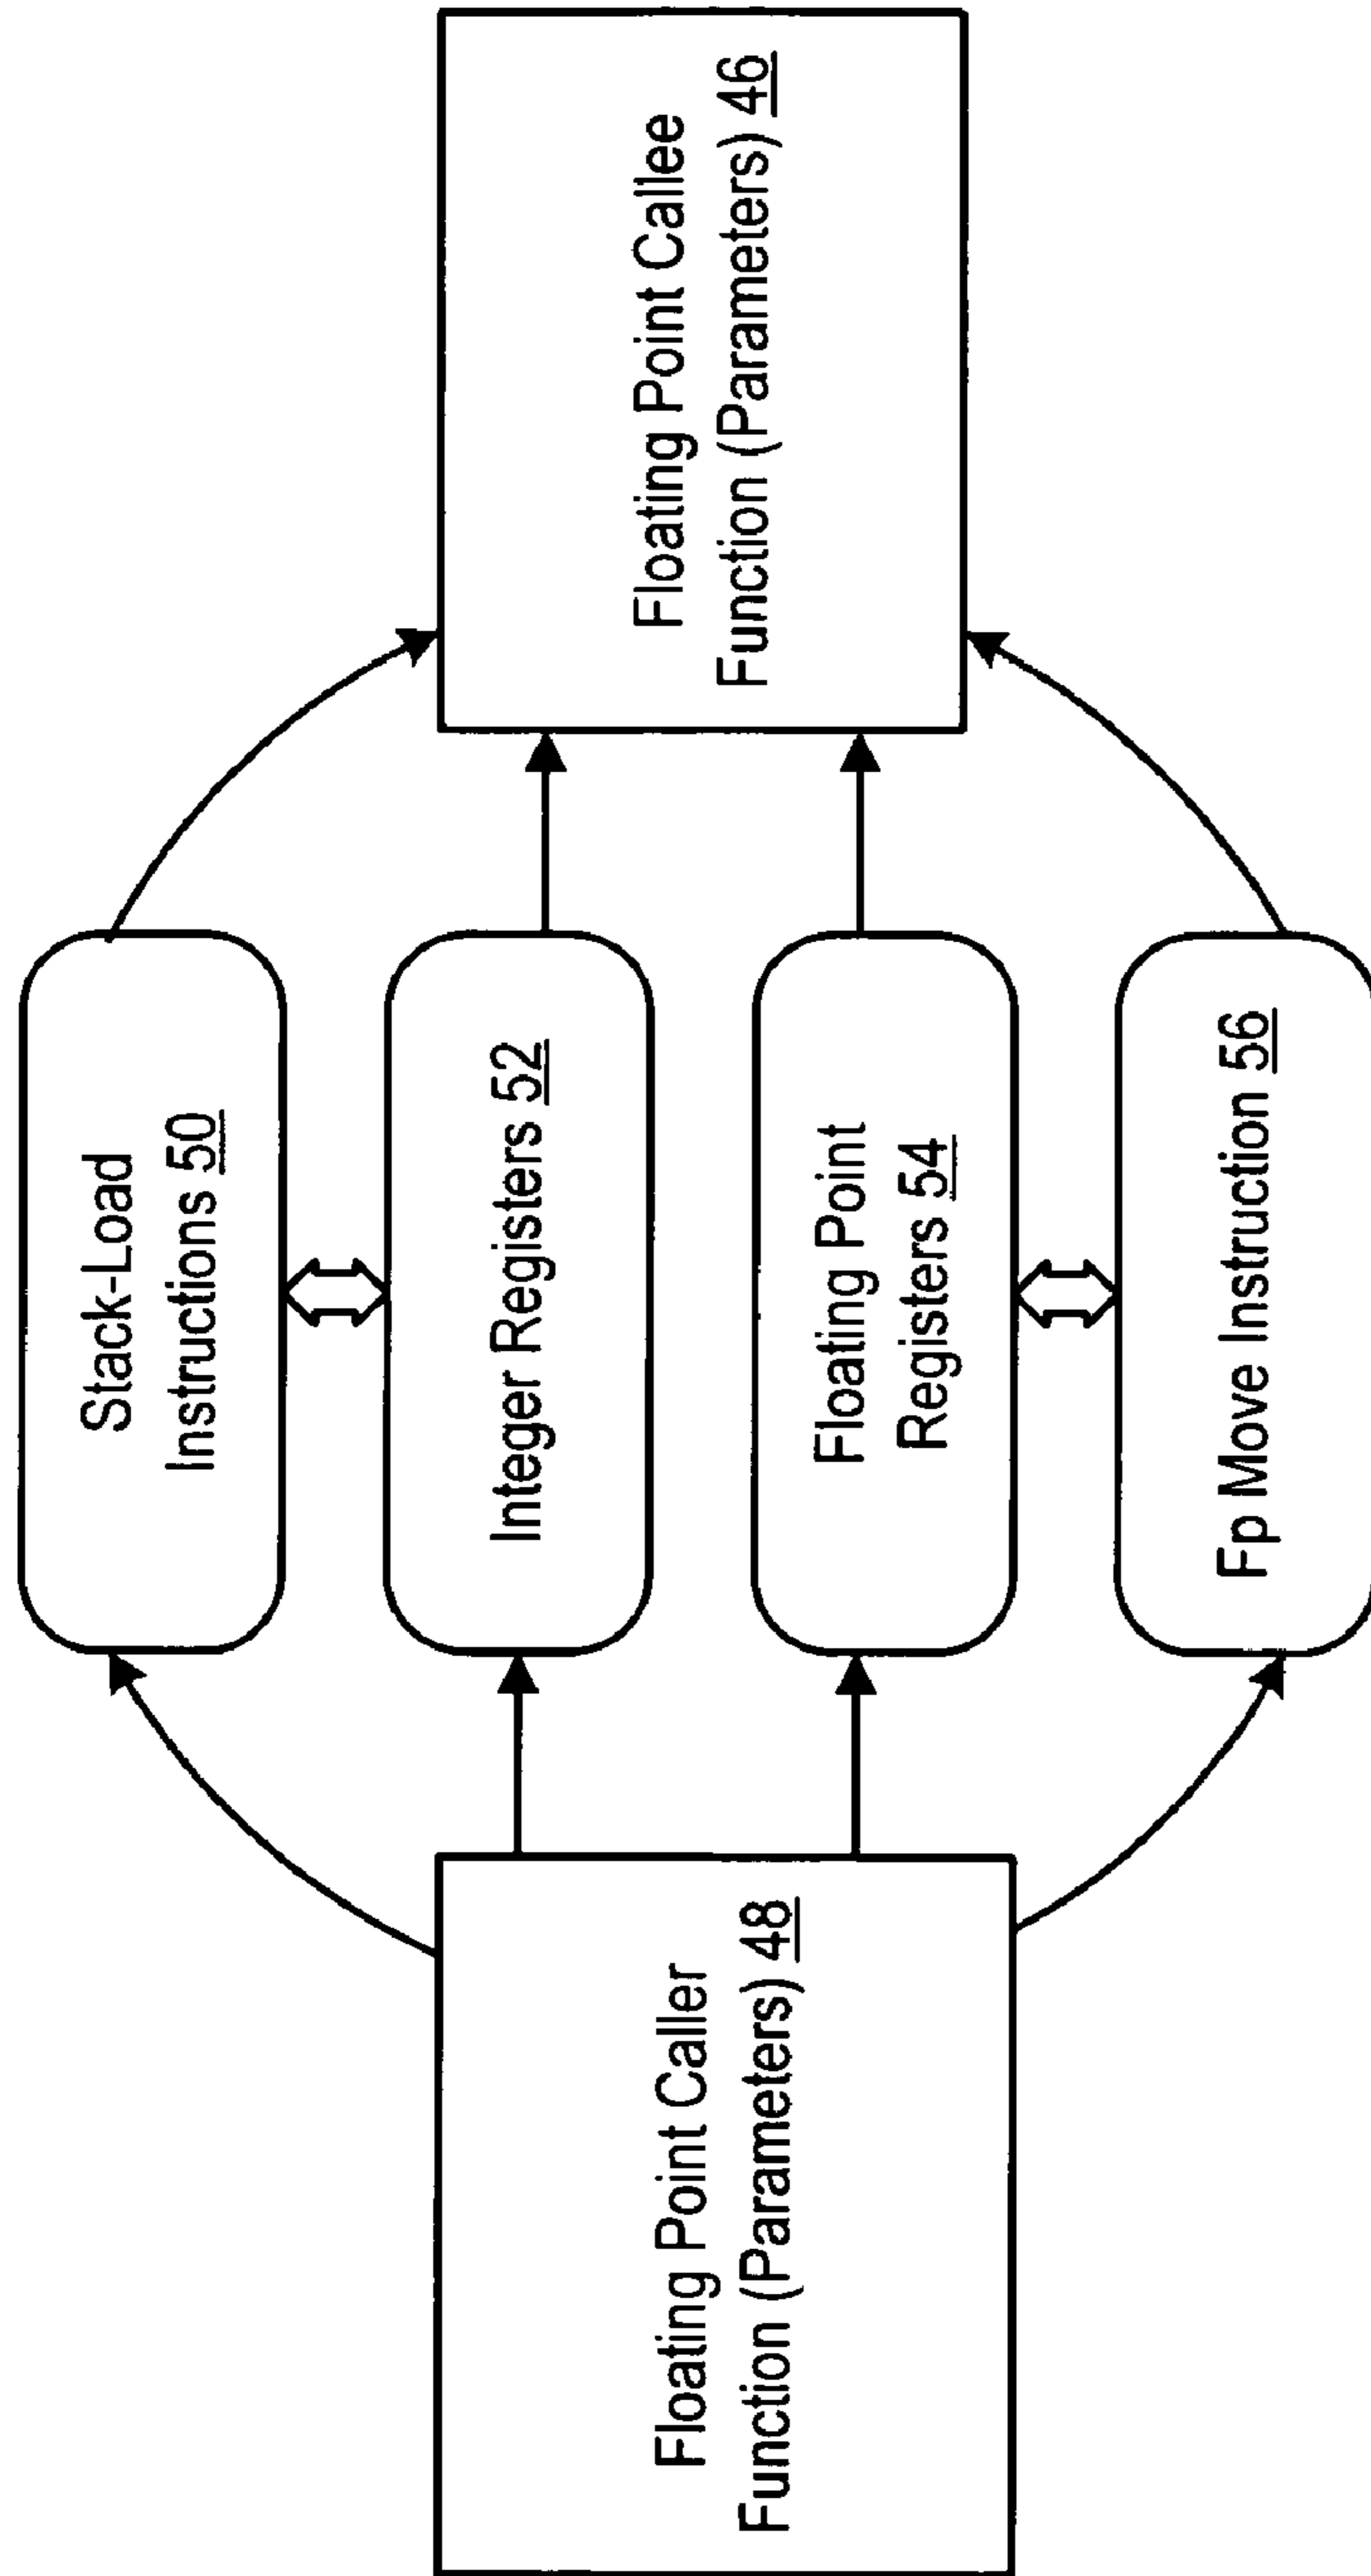 Stack-Load
Instructions 50
Integer Registers 52
Floating Point Caller
Function (Parameters) 48
Floating Point Callee
Function (Parameters) 46
Floating Point
Registers 54
Fp Move Instruction 56